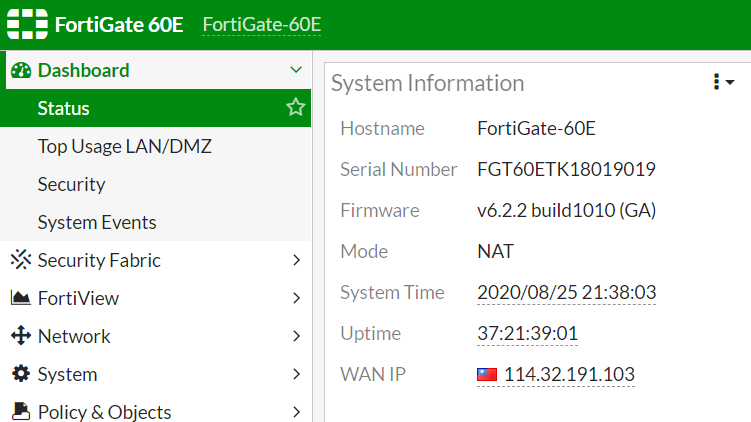 FortiGate 60E FortiGate-60E
Dashboard
Status
Top Usage LAN/DMZ
Security
System Events
Security Fabric
FortiView
Network
System
Policy & Objects
System Information
Hostname FortiGate-60E
Serial Number FGT60ETK18019019
Firmware v6.2.2 build1010 (GA)
Mode NAT
System Time 2020/08/25 21:38:03
Uptime 37:21:39:01
WAN IP 114.32.191.103